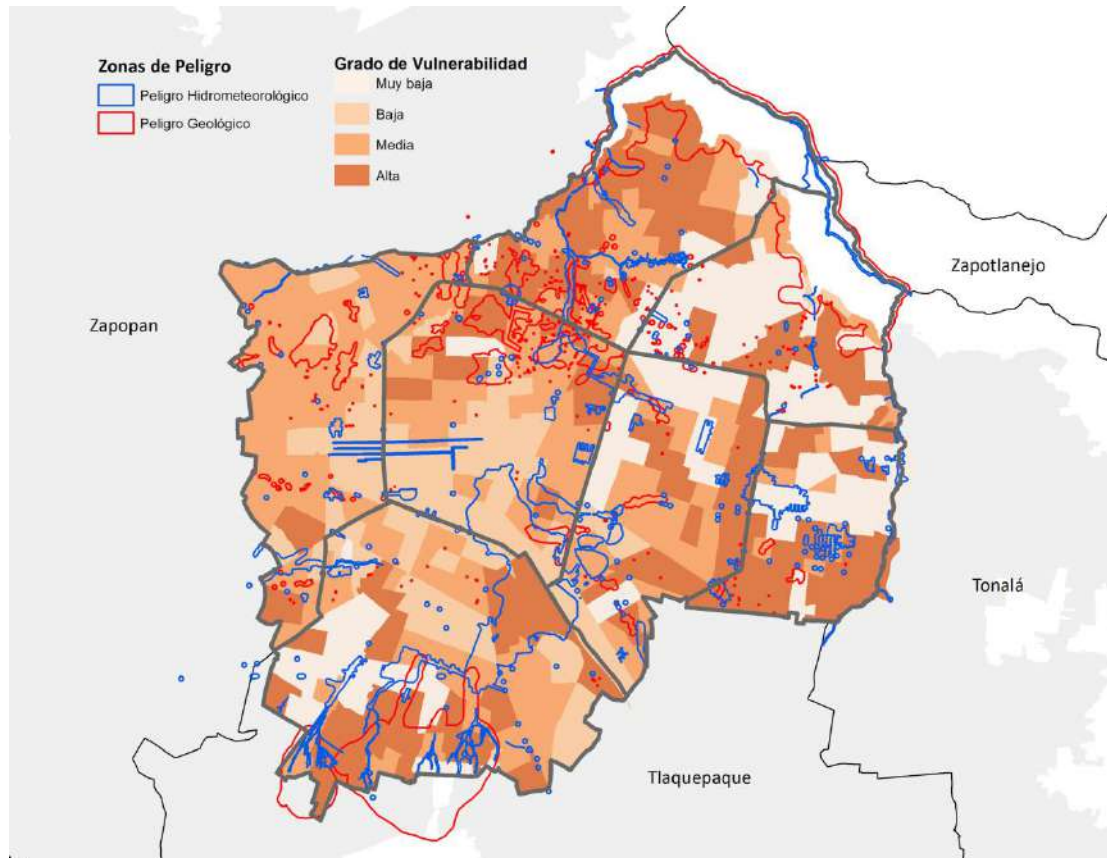 Zonas de Peligro
Peligro Hidrometeorológico
Peligro Geológico
Grado de Vulnerabilidad
Muy baja
Baja
Media
Alta
Zapotlanejo
Zapopan
Tonalá
Tlaquepaque